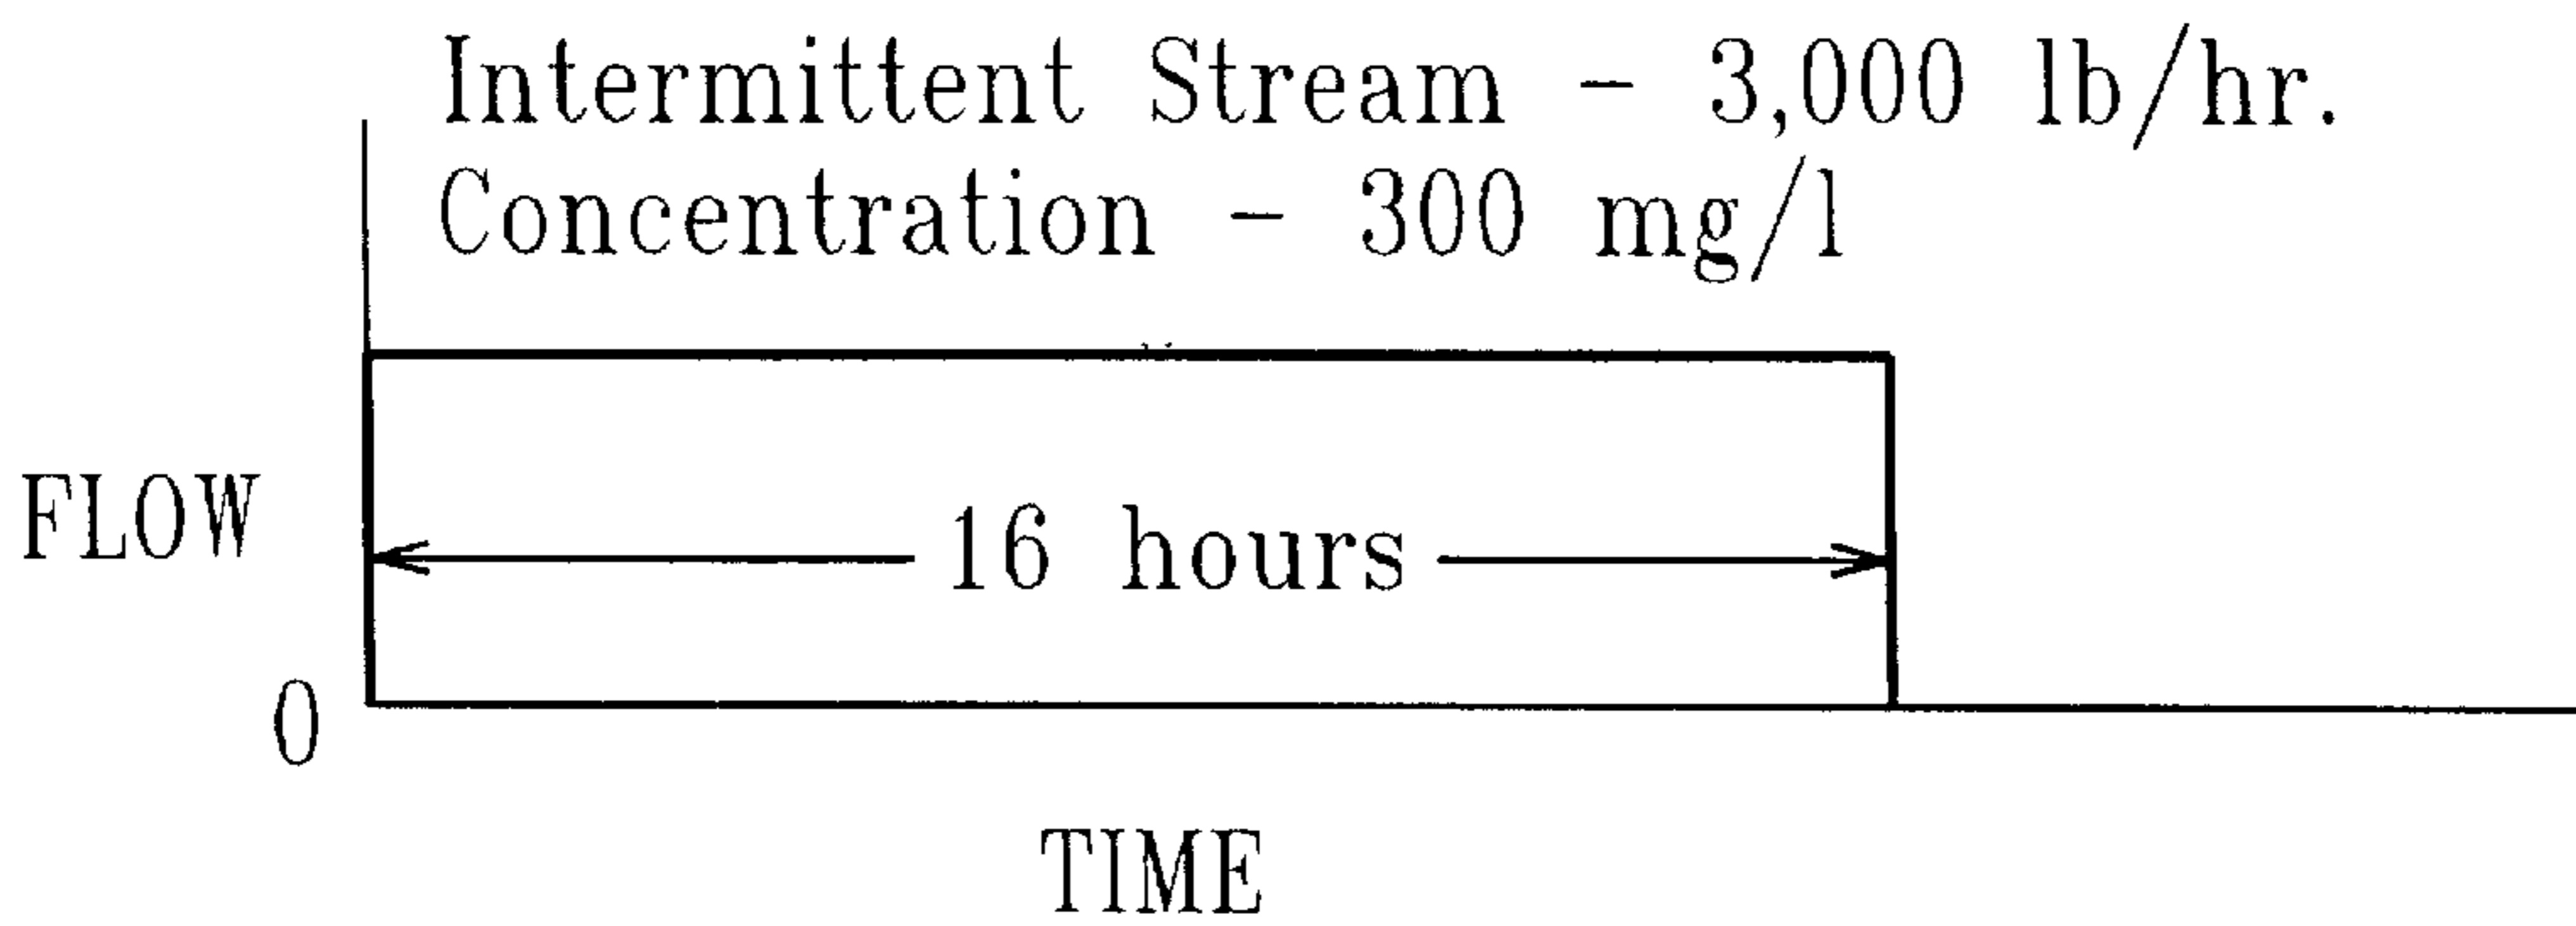 Intermittent Stream - 3,000 lb/hr.
Concentration - 300 mg/l
FLOW
16 hours
0
TIME